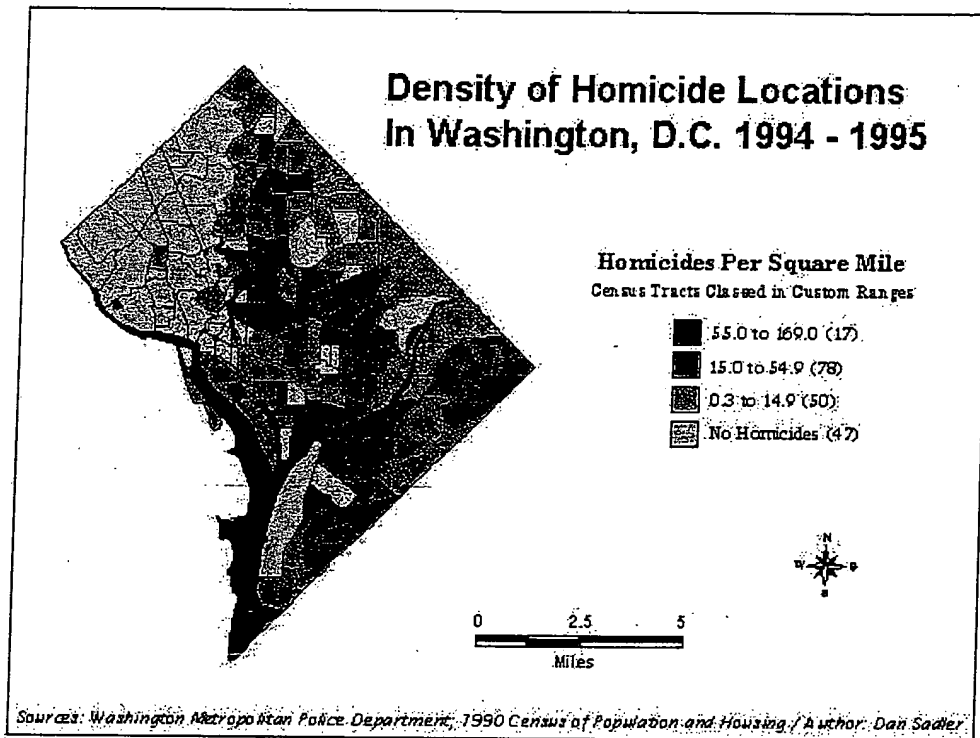 Density of Homicide Locations
In Washington, D.C. 1994 - 1995
Homicides Per Square Mile
Census Tracts Classed in Custom Ranges
55.0 to 169.0 (17)
15.0 to 54.9 (78)
0.3 to 14.9 (50)
No Homicides (47)
N
W E
S
0 2.5 5
Miles
Sources: Washington Metropolitan Police Department, 1990 Census of Population and Housing / Author: Dan Sadler